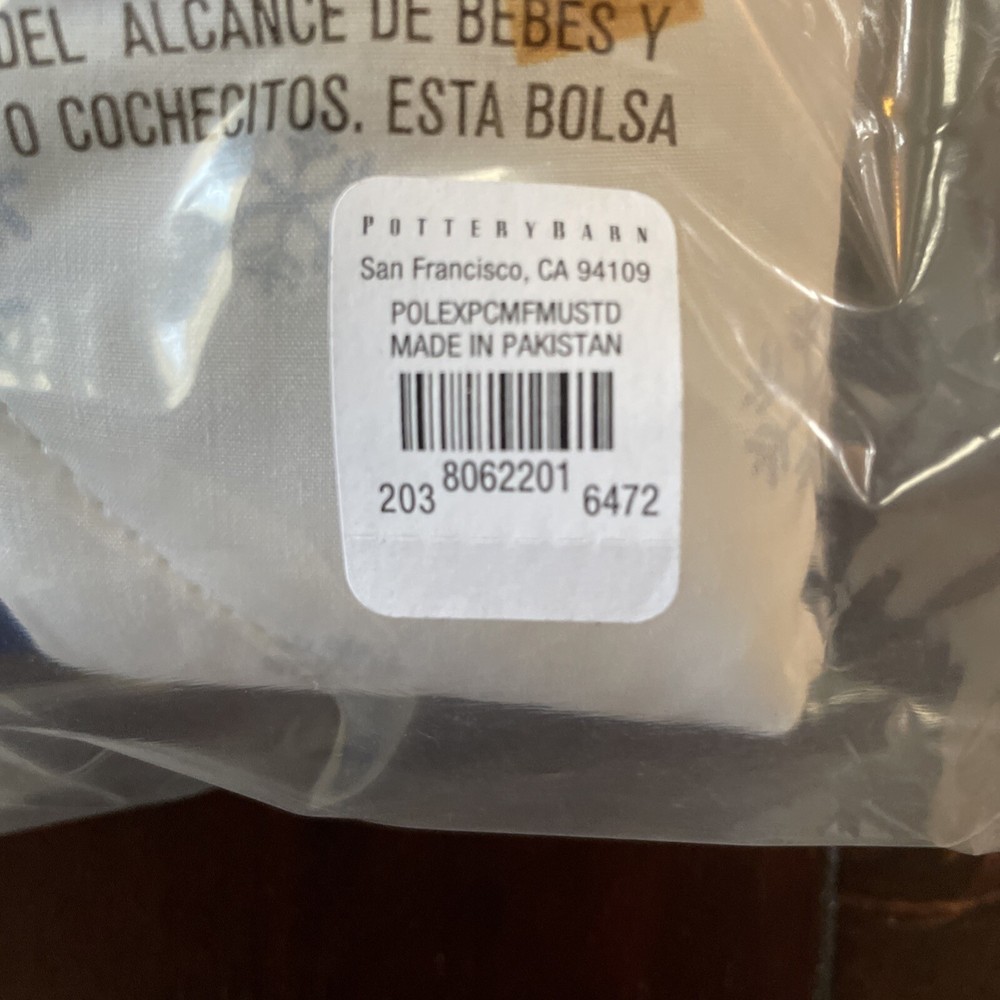 DEL ALCANCE DE BEBES Y
O COCHECITOS. ESTA BOLSA
POTTERYBARN
San Francisco, CA 94109
POLEXPCMFMUSTD
MADE IN PAKISTAN
203 8062201 6472